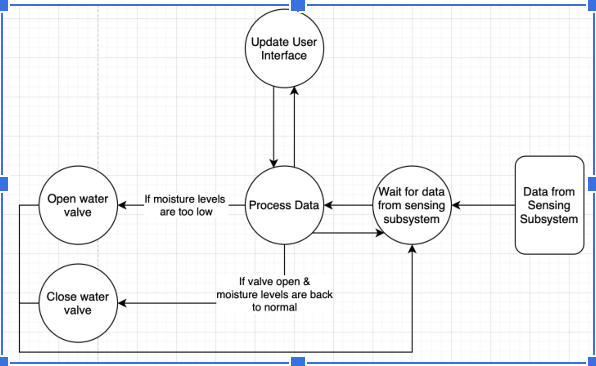 Update User
Interface
Open water
valve
If moisture levels
are too low
Process Data
Wait for data
from sensing
subsystem
Data from
Sensing
Subsystem
Close water
valve
If valve open &
moisture levels are back
to normal